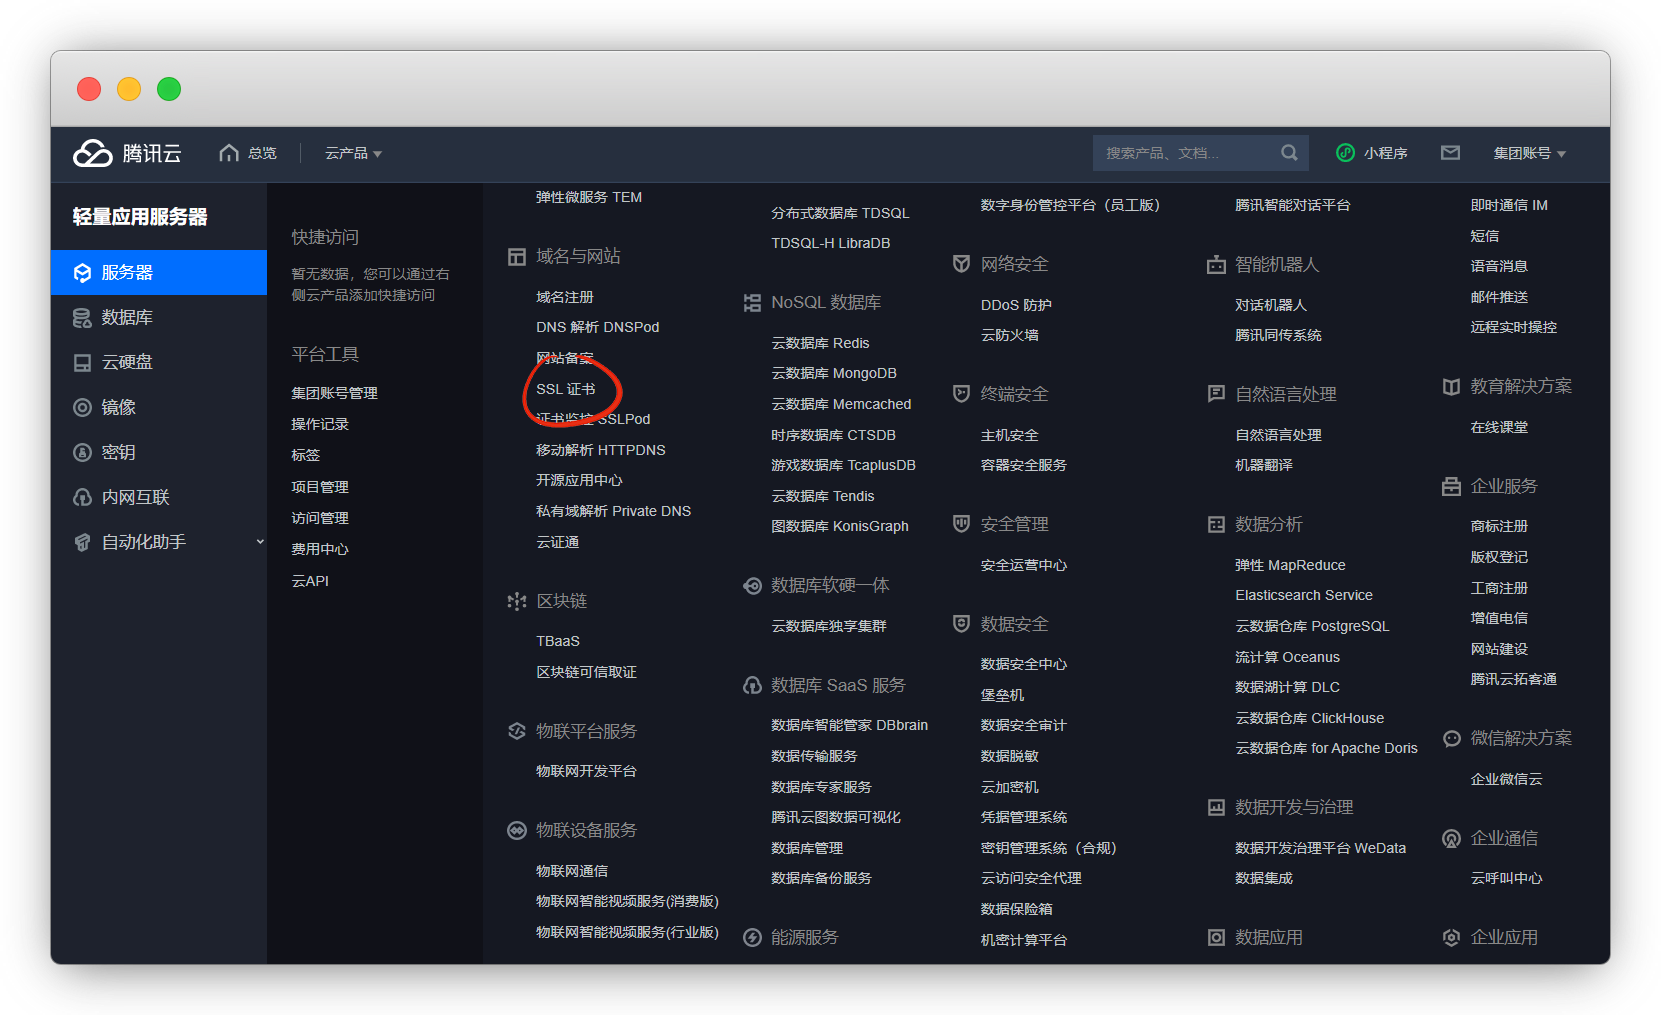 腾讯云
总览
云产品
搜索产品、文档...
小程序
集团账号
轻量应用服务器
服务器
数据库
云硬盘
镜像
密钥
内网互联
自动化助手
快捷访问
暂无数据，您可以通过右
侧云产品添加快捷访问
平台工具
集团账号管理
操作记录
标签
项目管理
访问管理
费用中心
云API
弹性微服务 TEM
域名与网站
域名注册
DNS 解析 DNSPod
网站备案
SSL 证书
证书监控 SSLPod
移动解析 HTTPDNS
开源应用中心
私有域解析 Private DNS
云证通
区块链
TBaaS
区块链可信取证
物联平台服务
物联网开发平台
物联设备服务
物联网通信
物联网智能视频服务(消费版)
物联网智能视频服务(行业版)
分布式数据库 TDSQL
TDSQL-H LibraDB
NoSQL 数据库
云数据库 Redis
云数据库 MongoDB
云数据库 Memcached
时序数据库 CTSDB
游戏数据库 TcaplusDB
云数据库 Tendis
图数据库 KonisGraph
数据库软硬一体
云数据库独享集群
数据库 SaaS 服务
数据库智能管家 DBbrain
数据传输服务
数据库专家服务
腾讯云图数据可视化
数据库管理
数据库备份服务
能源服务
数字身份管控平台（员工版）
网络安全
DDoS 防护
云防火墙
终端安全
主机安全
容器安全服务
安全管理
安全运营中心
数据安全
数据安全中心
堡垒机
数据安全审计
数据脱敏
云加密机
凭据管理系统
密钥管理系统（合规）
云访问安全代理
数据保险箱
机密计算平台
腾讯智能对话平台
智能机器人
对话机器人
腾讯同传系统
自然语言处理
自然语言处理
机器翻译
数据分析
弹性 MapReduce
Elasticsearch Service
云数据仓库 PostgreSQL
流计算 Oceanus
数据湖计算 DLC
云数据仓库 ClickHouse
云数据仓库 for Apache Doris
数据开发与治理
数据开发治理平台 WeData
数据集成
数据应用
即时通信 IM
短信
语音消息
邮件推送
远程实时操控
教育解决方案
在线课堂
企业服务
商标注册
版权登记
工商注册
增值电信
网站建设
腾讯云拓客通
微信解决方案
企业微信云
企业通信
云呼叫中心
企业应用